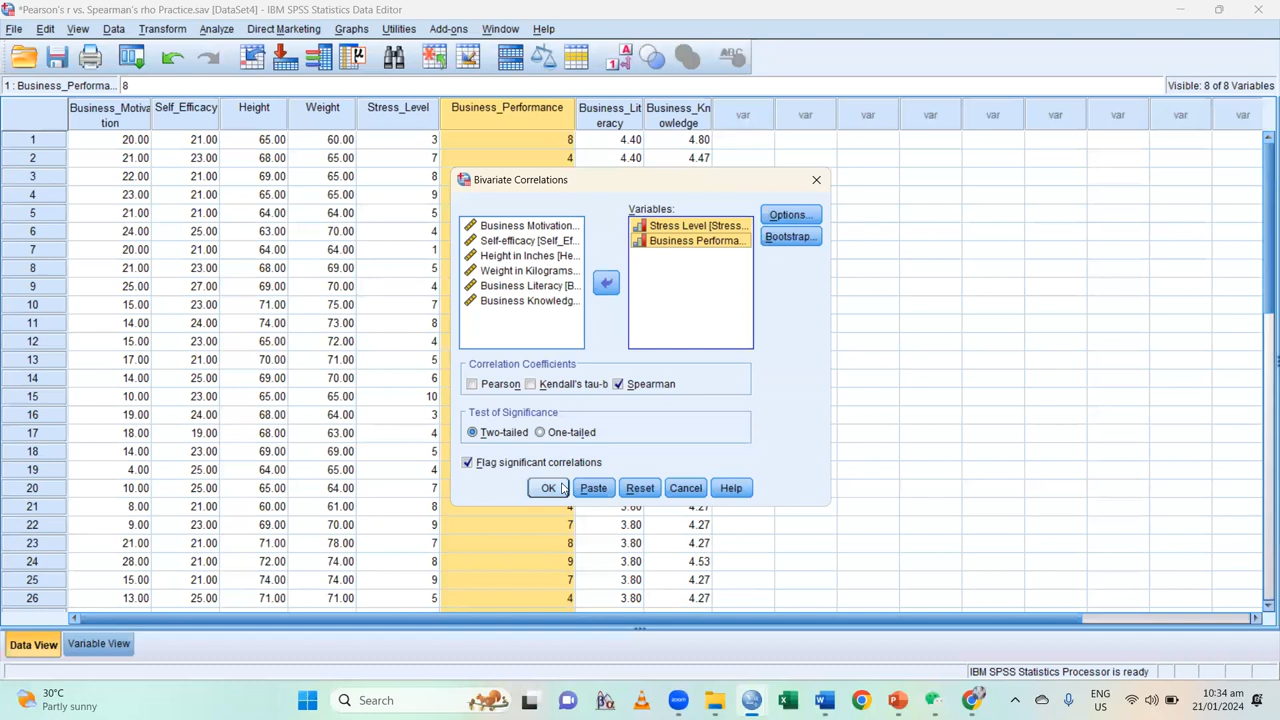 *Pearson's r vs. Spearman's rho Practice.sav [DataSet4] - IBM SPSS Statistics Data Editor
File Edit View Data Transform Analyze Direct Marketing Graphs Utilities Add-ons Window Help
1 : Business_Performa... 8 Visible: 8 of 8 Variables
Business_Motiva tion Self_Efficacy Height Weight Stress_Level Business_Performance Business_Lit eracy Business_Kn owledge var var var var var var var
1 20.00 21.00 65.00 60.00 3 8 4.40 4.80
2 21.00 23.00 68.00 65.00 7 4 4.40 4.47
3 22.00 21.00 69.00 65.00 8
4 23.00 21.00 65.00 65.00 9
5 21.00 21.00 64.00 64.00 5
6 24.00 25.00 63.00 70.00 4
7 20.00 21.00 64.00 64.00 1
8 21.00 23.00 68.00 69.00 5
9 25.00 27.00 69.00 70.00 4
10 15.00 23.00 71.00 75.00 7
11 14.00 24.00 74.00 73.00 8
12 15.00 23.00 65.00 72.00 4
13 17.00 21.00 70.00 71.00 5
14 14.00 25.00 69.00 70.00 6
15 10.00 23.00 65.00 65.00 10
16 19.00 24.00 68.00 64.00 3
17 18.00 19.00 68.00 63.00 4
18 14.00 23.00 69.00 69.00 5
19 4.00 25.00 64.00 65.00 4
20 10.00 25.00 65.00 64.00 7
21 8.00 21.00 60.00 61.00 8 4 3.80 4.27
22 9.00 23.00 69.00 70.00 9 7 3.80 4.27
23 21.00 21.00 71.00 78.00 7 8 3.80 4.27
24 28.00 21.00 72.00 74.00 8 9 3.80 4.53
25 15.00 21.00 74.00 74.00 9 7 3.80 4.27
26 13.00 25.00 71.00 71.00 5 4 3.80 4.27
Bivariate Correlations
Variables:
Business Motivation...
Self-efficacy [Self_Ef...
Height in Inches [He...
Weight in Kilograms...
Business Literacy [B...
Business Knowledg...
Stress Level [Stress...
Business Performa...
Options...
Bootstrap...
Correlation Coefficients
Pearson Kendall's tau-b Spearman
Test of Significance
Two-tailed One-tailed
Flag significant correlations
OK Paste Reset Cancel Help
Data View Variable View
IBM SPSS Statistics Processor is ready
30°C
Partly sunny
Search
zoom
ENG
US
10:34 am
21/01/2024